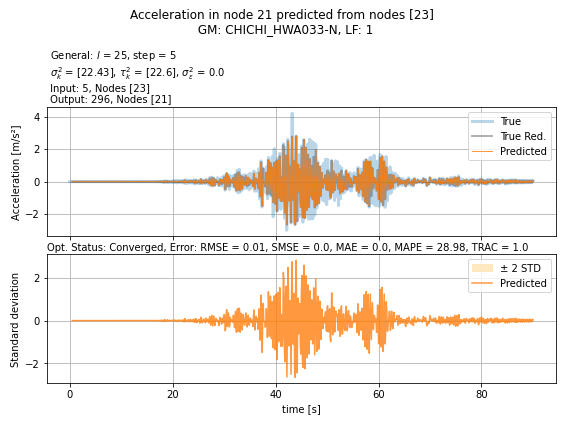 Acceleration in node 21 predicted from nodes [23]
GM: CHICHI_HWA033-N, LF: 1
General: l = 25, step = 5
σ²ₖ = [22.43], τ²ₖ = [22.6], σ²ε = 0.0
Input: 5, Nodes [23]
Output: 296, Nodes [21]
Acceleration [m/s²]
4
2
0
−2
True
True Red.
Predicted
Opt. Status: Converged, Error: RMSE = 0.01, SMSE = 0.0, MAE = 0.0, MAPE = 28.98, TRAC = 1.0
Standard deviation
2
0
−2
± 2 STD
Predicted
0 20 40 60 80
time [s]